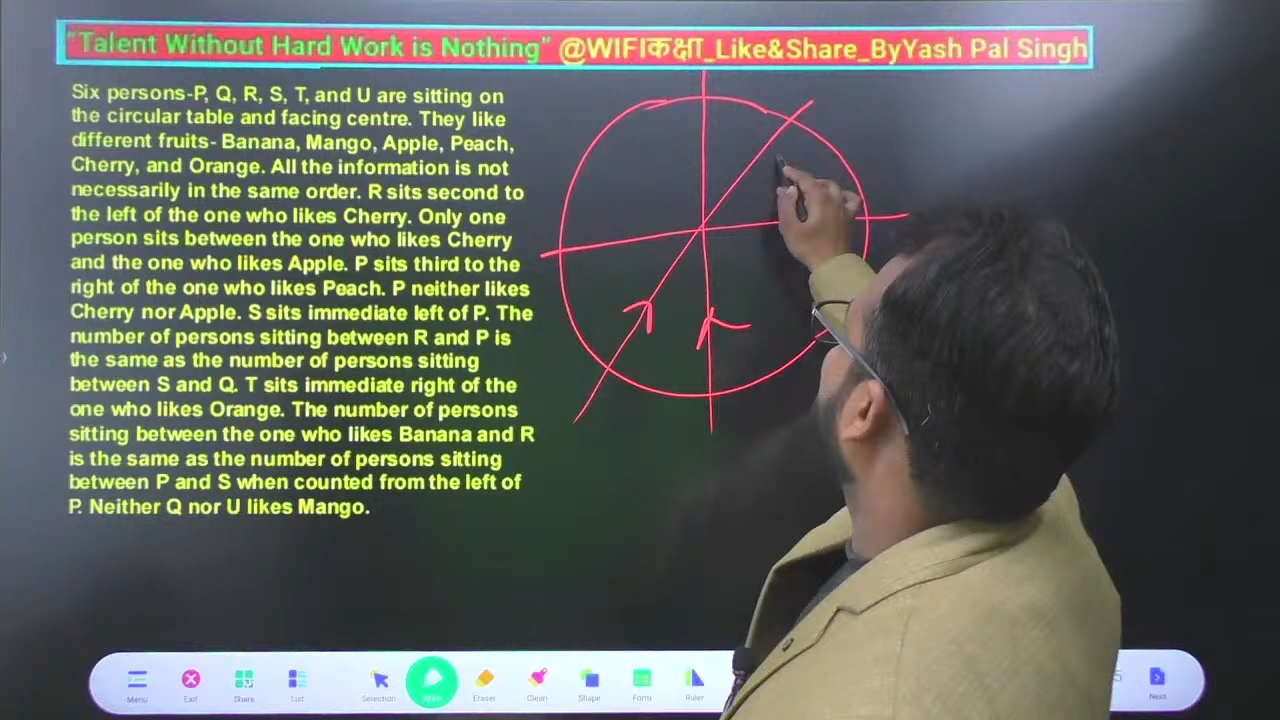 "Talent Without Hard Work is Nothing" @WIFIकक्षा_Like&Share_ByYash Pal Singh
Six persons-P, Q, R, S, T, and U are sitting on
the circular table and facing centre. They like
different fruits- Banana, Mango, Apple, Peach,
Cherry, and Orange. All the information is not
necessarily in the same order. R sits second to
the left of the one who likes Cherry. Only one
person sits between the one who likes Cherry
and the one who likes Apple. P sits third to the
right of the one who likes Peach. P neither likes
Cherry nor Apple. S sits immediate left of P. The
number of persons sitting between R and P is
the same as the number of persons sitting
between S and Q. T sits immediate right of the
one who likes Orange. The number of persons
sitting between the one who likes Banana and R
is the same as the number of persons sitting
between P and S when counted from the left of
P. Neither Q nor U likes Mango.
Menu Exit Share List Selection Eraser Clean Shape Form Ruler 5 Next